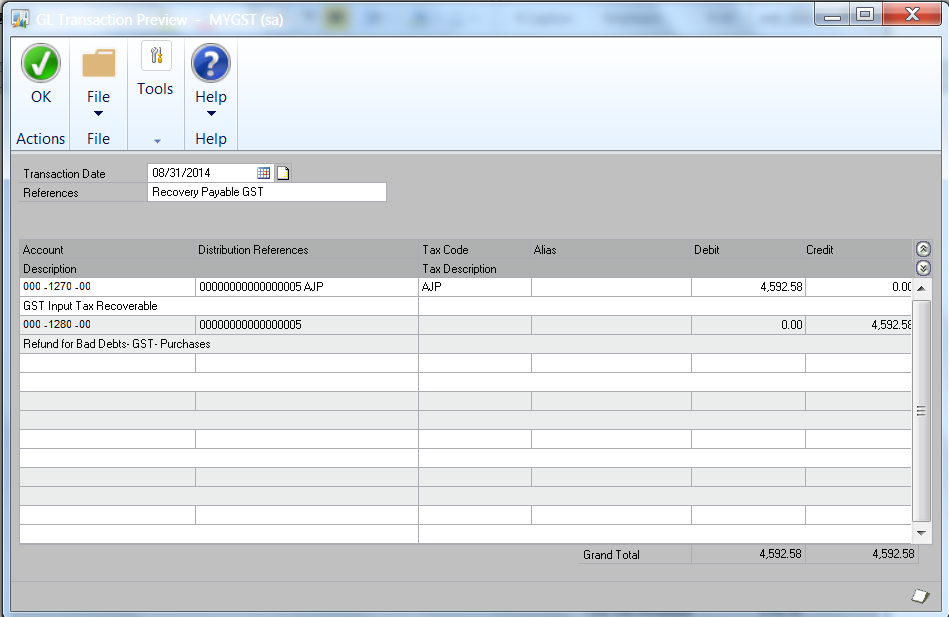 GL Transaction Preview - MYGST (sa)
OK File Tools Help
Actions File Help
Transaction Date 08/31/2014
References Recovery Payable GST
Account Distribution References Tax Code Alias Debit Credit
Description Tax Description
000 -1270 -00 00000000000000005 AJP AJP 4,592.58 0.00
GST Input Tax Recoverable
000 -1280 -00 00000000000000005 0.00 4,592.58
Refund for Bad Debts- GST- Purchases
Grand Total 4,592.58 4,592.58